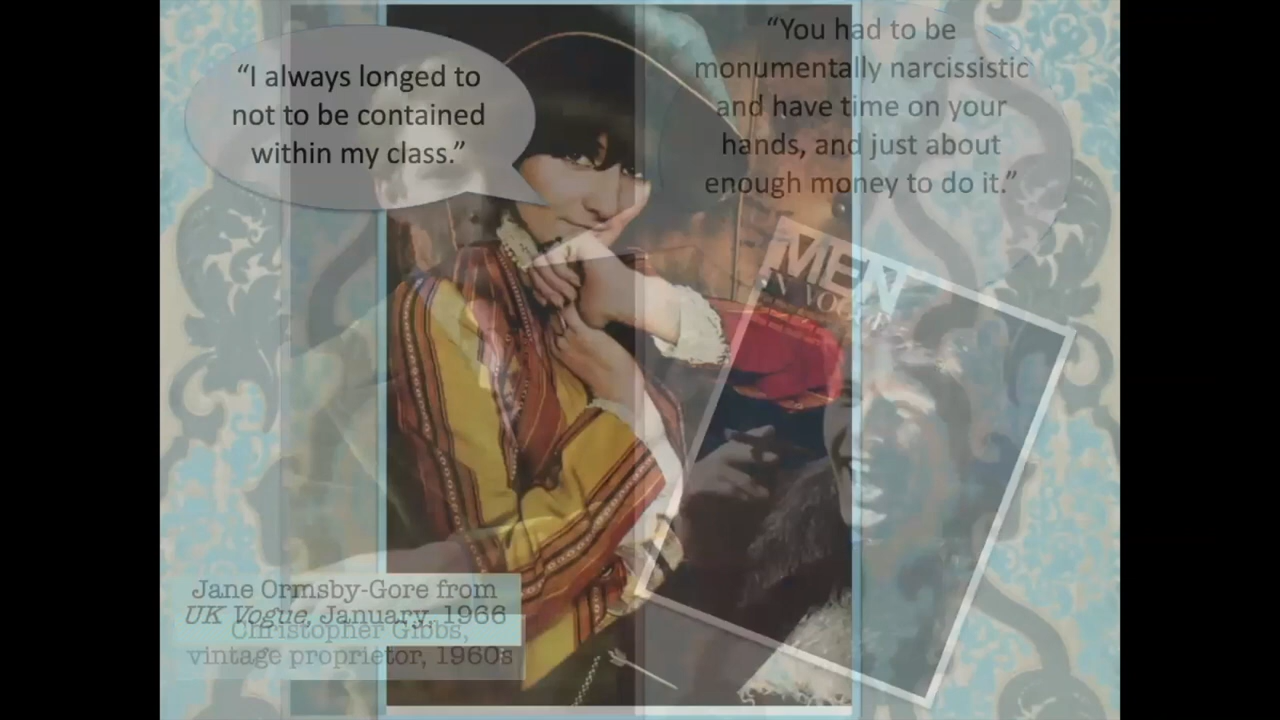 “I always longed to
not to be contained
within my class.”
“You had to be
monumentally narcissistic
and have time on your
hands, and just about
enough money to do it.”
MEN
IN VOGUE
Jane Ormsby-Gore from
UK Vogue, January, 1966
Christopher Gibbs,
vintage proprietor, 1960s